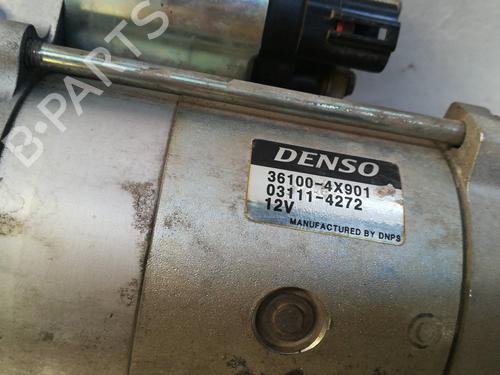 B-PARTS
DENSO
36100-4X901
03111-4272
12V
MANUFACTURED BY DNPS